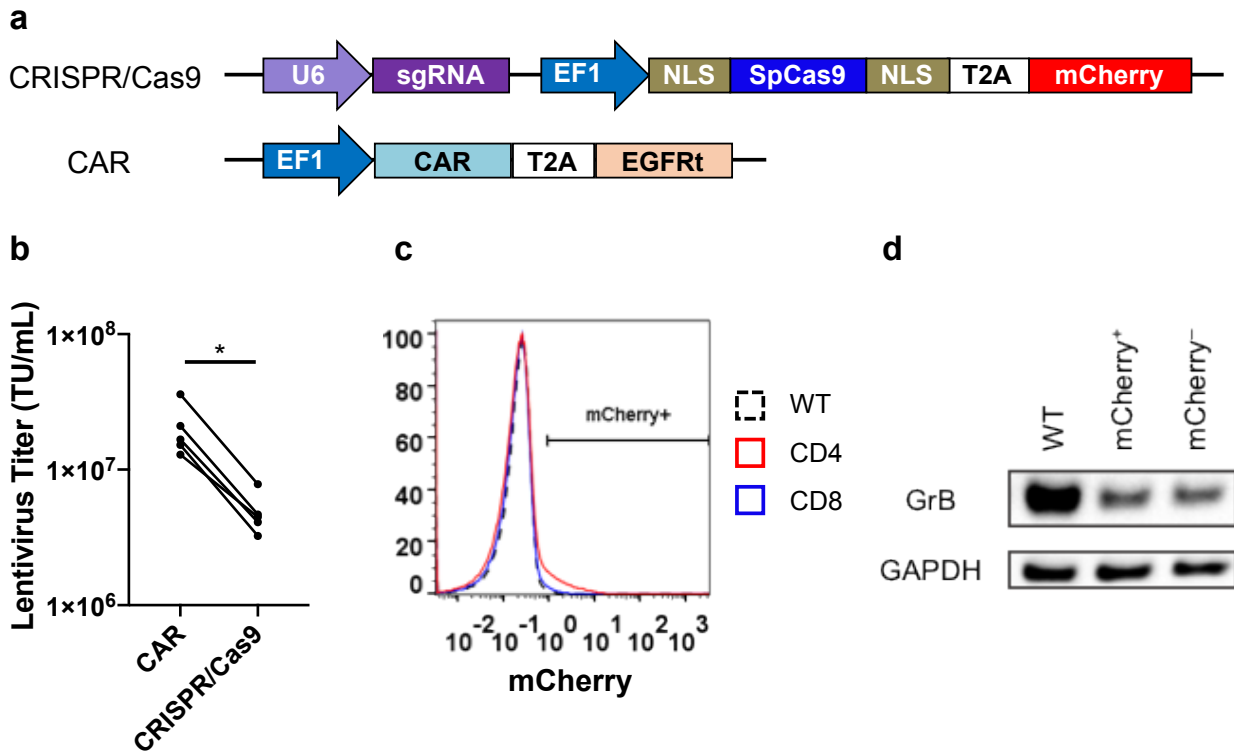 a
CRISPR/Cas9
U6 sgRNA EF1 NLS SpCas9 NLS T2A mCherry
CAR
EF1 CAR T2A EGFRt
b
Lentivirus Titer (TU/mL)
1×10⁸
1×10⁷
1×10⁶
*
CAR
CRISPR/Cas9
c
100
80
60
40
20
0
mCherry+
10⁻² 10⁻¹ 10⁰ 10¹ 10² 10³
mCherry
WT
CD4
CD8
d
WT
mCherry⁺
mCherry⁻
GrB
GAPDH